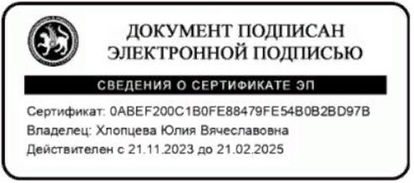 ДОКУМЕНТ ПОДПИСАН
ЭЛЕКТРОННОЙ ПОДПИСЬЮ
СВЕДЕНИЯ О СЕРТИФИКАТЕ ЭП
Сертификат: 0ABEF200C1B0FE88479FE54B0B2BD97B
Владелец: Хлопцева Юлия Вячеславовна
Действителен с 21.11.2023 до 21.02.2025